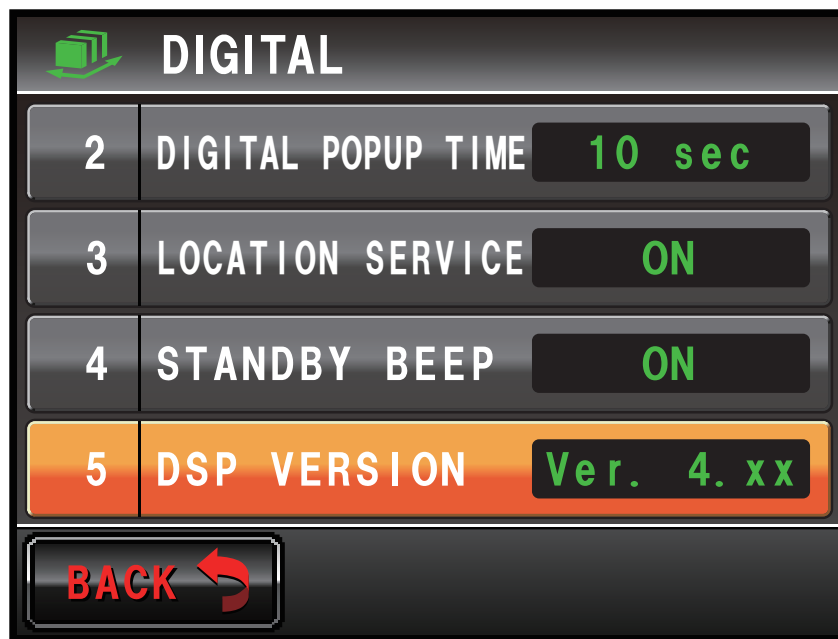 DIGITAL
2 DIGITAL POPUP TIME 10 sec
3 LOCATION SERVICE ON
4 STANDBY BEEP ON
5 DSP VERSION Ver. 4.xx
BACK